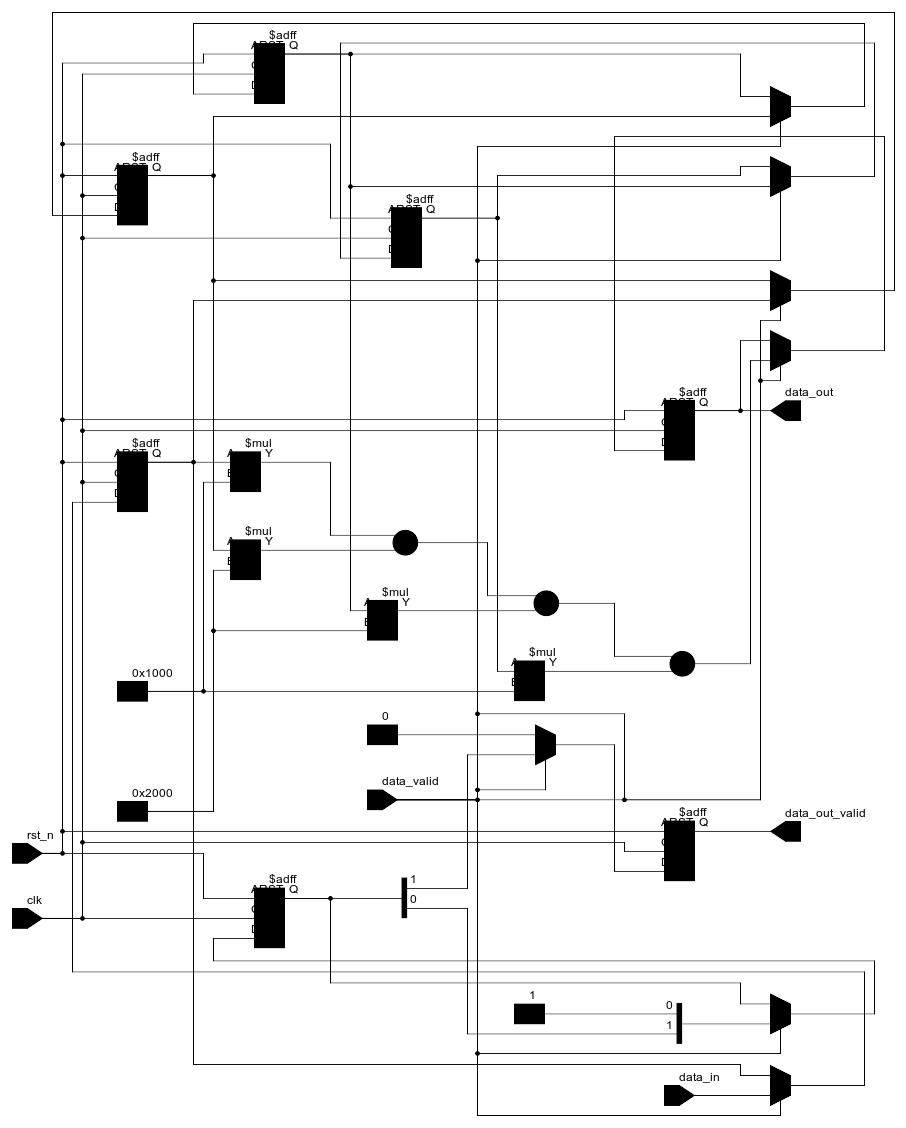 $adff
ARST Q
C
D
$adff
ARST Q
C
D
$adff
ARST Q
C
D
data_out
$adff
ARST Q
C
D
$adff
ARST Q
C
D
$mul
A Y
B
$mul
A Y
B
$mul
A Y
B
$mul
A Y
B
0x1000
0
data_valid
0x2000
data_out_valid
$adff
ARST Q
C
D
rst_n
$adff
ARST Q
C
D
1
0
clk
1
0
1
data_in